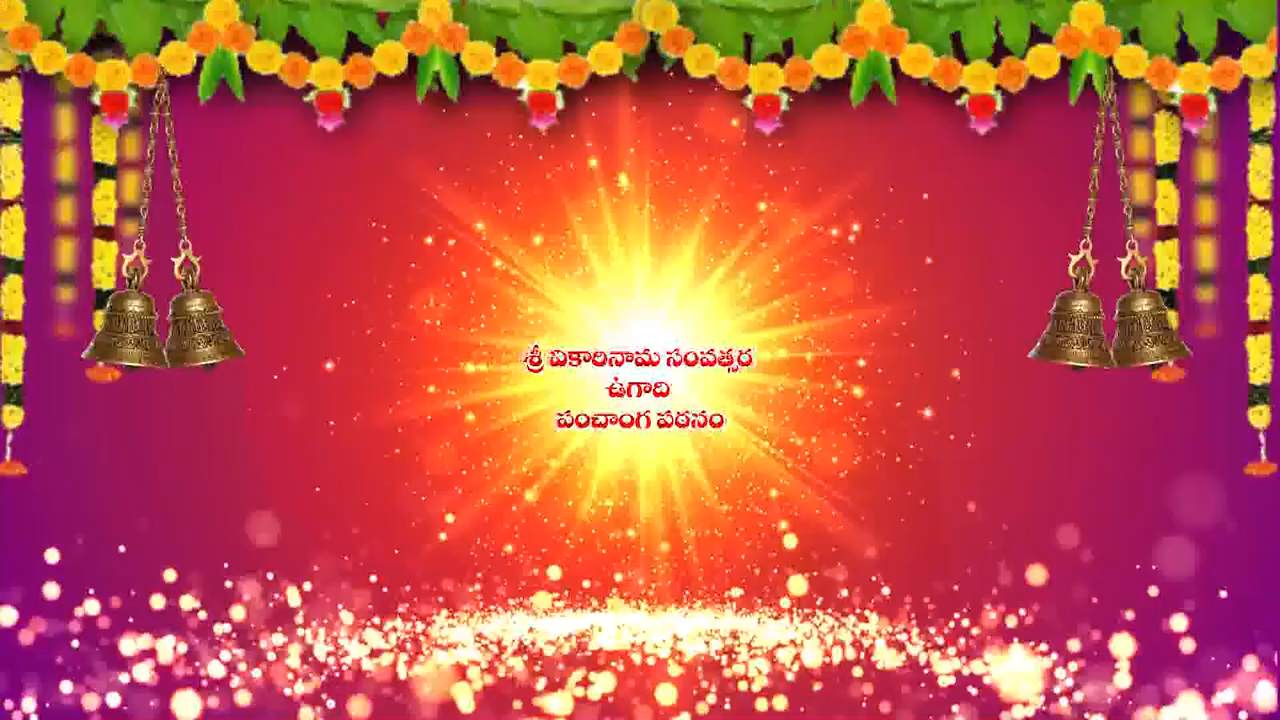 శ్రీ వికారినామ సంవత్సర
ఉగాది
పంచాంగ పఠనం